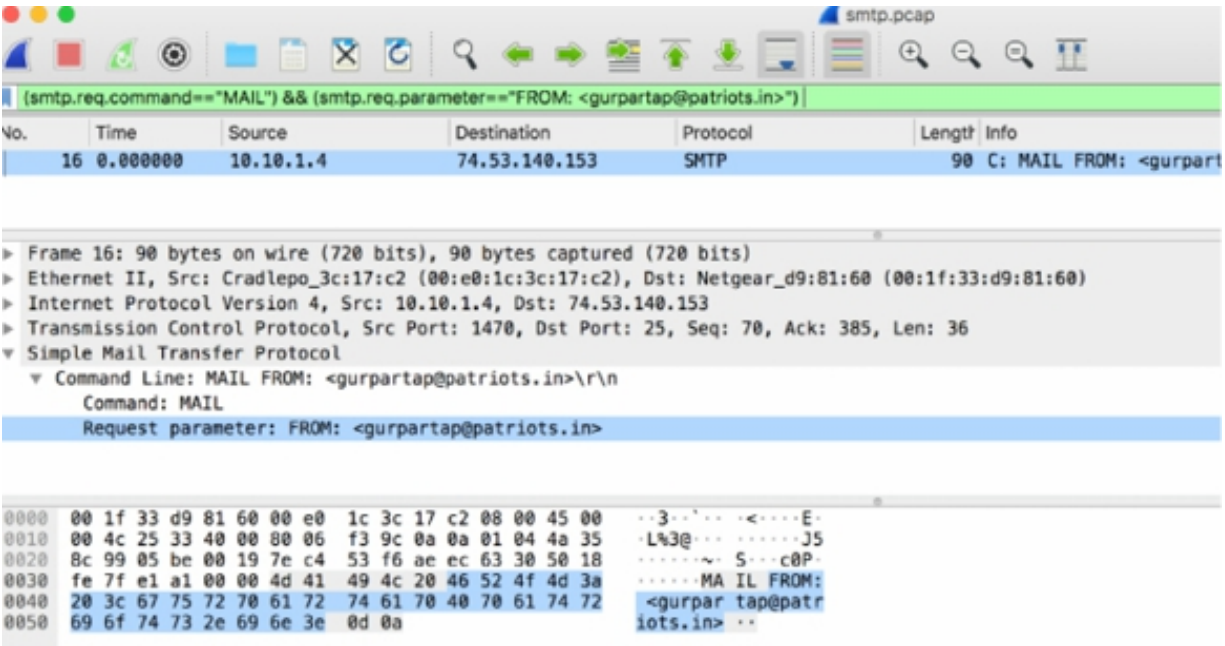 smtp.pcap
(smtp.req.command=="MAIL") && (smtp.req.parameter=="FROM: <gurpartap@patriots.in>")
No. Time Source Destination Protocol Length Info
16 0.000000 10.10.1.4 74.53.140.153 SMTP 90 C: MAIL FROM: <gurpart
Frame 16: 90 bytes on wire (720 bits), 90 bytes captured (720 bits)
Ethernet II, Src: Cradlepo_3c:17:c2 (00:e0:1c:3c:17:c2), Dst: Netgear_d9:81:60 (00:1f:33:d9:81:60)
Internet Protocol Version 4, Src: 10.10.1.4, Dst: 74.53.140.153
Transmission Control Protocol, Src Port: 1470, Dst Port: 25, Seq: 70, Ack: 385, Len: 36
Simple Mail Transfer Protocol
Command Line: MAIL FROM: <gurpartap@patriots.in>\r\n
Command: MAIL
Request parameter: FROM: <gurpartap@patriots.in>
0000 00 1f 33 d9 81 60 00 e0 1c 3c 17 c2 08 00 45 00 ··3··`·· ·<····E·
0010 00 4c 25 33 40 00 80 06 f3 9c 0a 0a 01 04 4a 35 ·L%3@··· ······J5
0020 8c 99 05 be 00 19 7e c4 53 f6 ae ec 63 30 50 18 ······~· S···c0P·
0030 fe 7f e1 a1 00 00 4d 41 49 4c 20 46 52 4f 4d 3a ······MA IL FROM:
0040 20 3c 67 75 72 70 61 72 74 61 70 40 70 61 74 72 <gurpar tap@patr
0050 69 6f 74 73 2e 69 6e 3e 0d 0a iots.in> ··